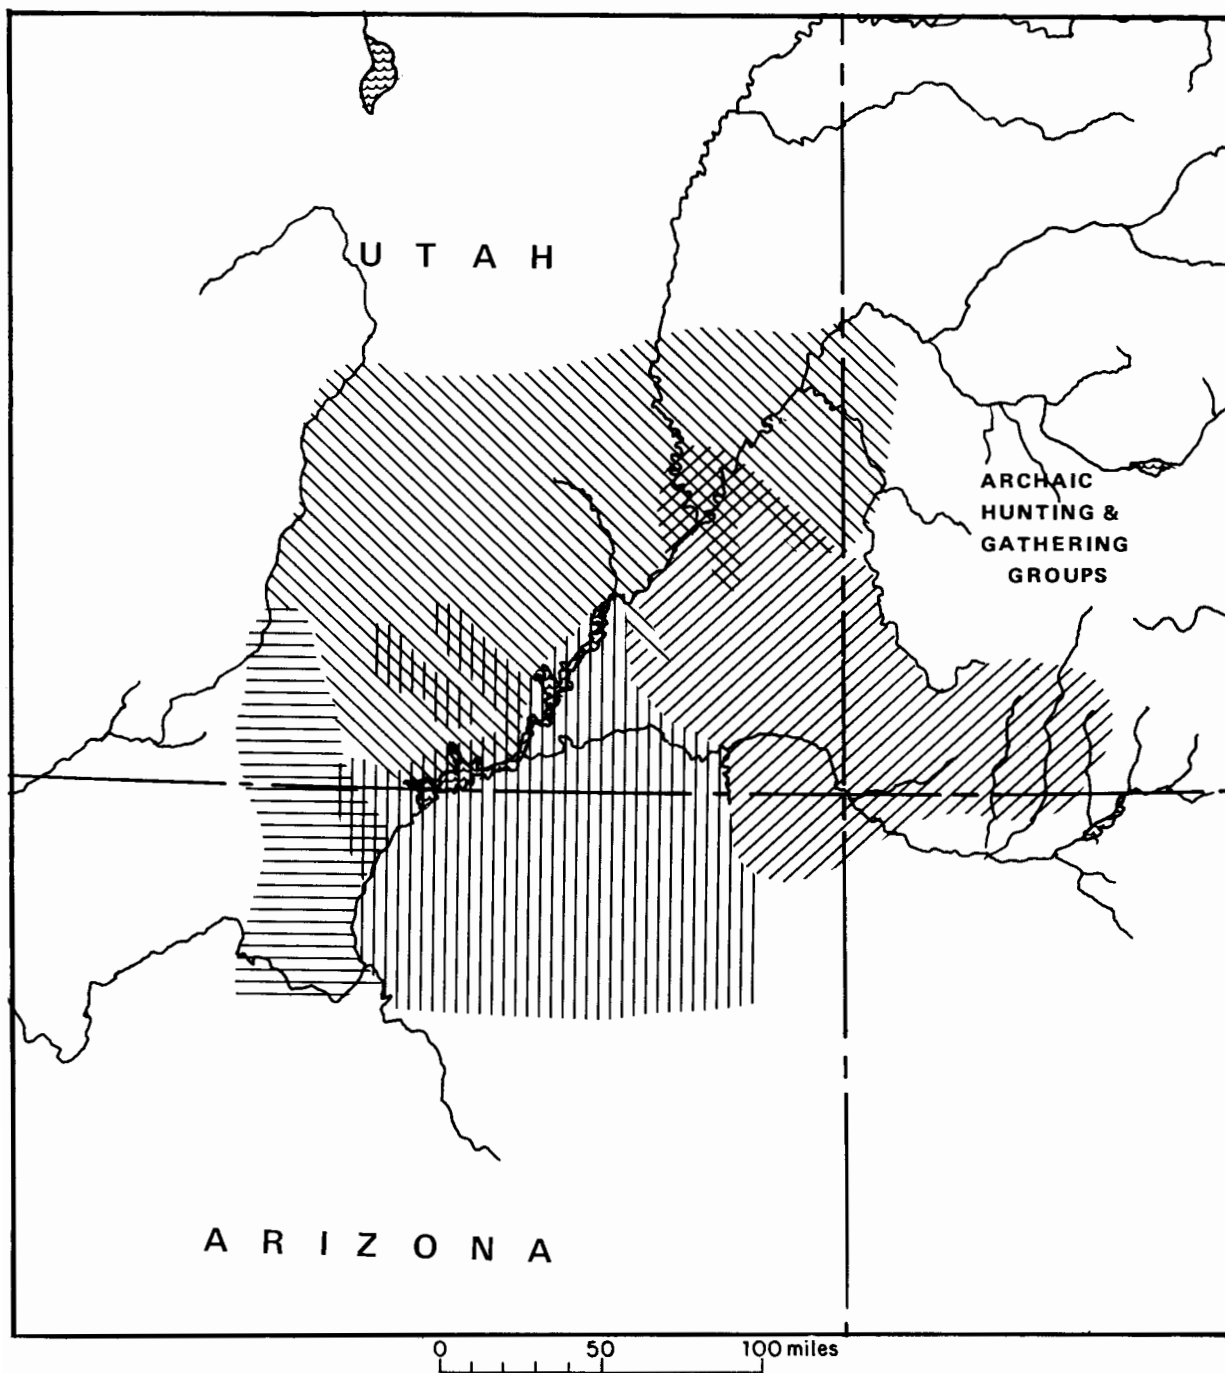 UTAH
ARCHAIC
HUNTING &
GATHERING
GROUPS
ARIZONA
0 50 100 miles